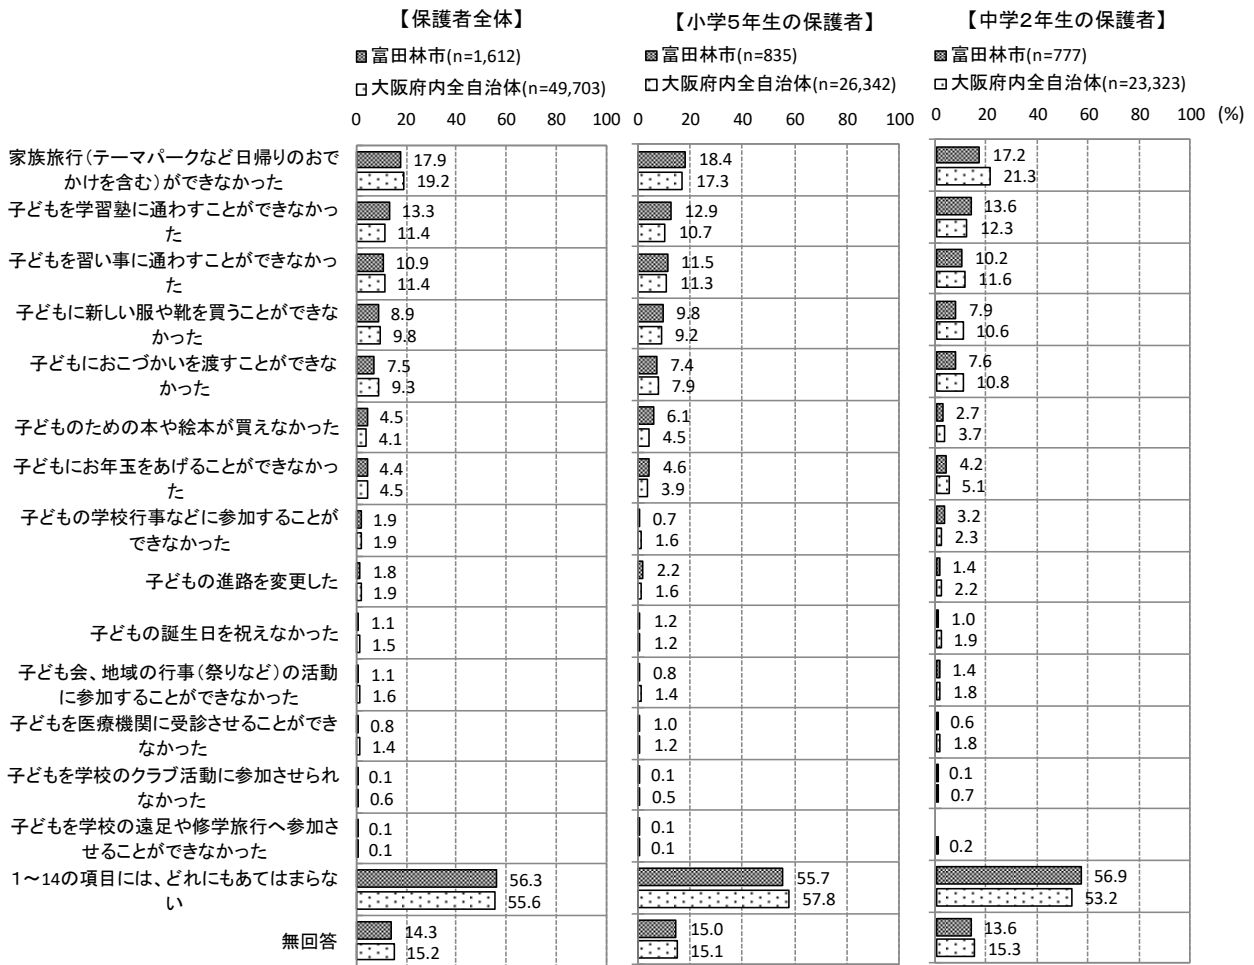 【保護者全体】 【小学5年生の保護者】 【中学2年生の保護者】
富田林市(n=1,612) 富田林市(n=835) 富田林市(n=777)
大阪府内全自治体(n=49,703) 大阪府内全自治体(n=26,342) 大阪府内全自治体(n=23,323)
0 20 40 60 80 100 0 20 40 60 80 100 0 20 40 60 80 100 (%)
家族旅行(テーマパークなど日帰りのおで
かけを含む)ができなかった
17.9 18.4 17.2
19.2 17.3 21.3
子どもを学習塾に通わすことができなかっ
た
13.3 12.9 13.6
11.4 10.7 12.3
子どもを習い事に通わすことができなかっ
た
10.9 11.5 10.2
11.4 11.3 11.6
子どもに新しい服や靴を買うことができな
かった
8.9 9.8 7.9
9.8 9.2 10.6
子どもにおこづかいを渡すことができな
かった
7.5 7.4 7.6
9.3 7.9 10.8
子どものための本や絵本が買えなかった
4.5 6.1 2.7
4.1 4.5 3.7
子どもにお年玉をあげることができなかっ
た
4.4 4.6 4.2
4.5 3.9 5.1
子どもの学校行事などに参加することが
できなかった
1.9 0.7 3.2
1.9 1.6 2.3
子どもの進路を変更した
1.8 2.2 1.4
1.9 1.6 2.2
子どもの誕生日を祝えなかった
1.1 1.2 1.0
1.5 1.2 1.9
子ども会、地域の行事(祭りなど)の活動
に参加することができなかった
1.1 0.8 1.4
1.6 1.4 1.8
子どもを医療機関に受診させることができ
なかった
0.8 1.0 0.6
1.4 1.2 1.8
子どもを学校のクラブ活動に参加させられ
なかった
0.1 0.1 0.1
0.6 0.5 0.7
子どもを学校の遠足や修学旅行へ参加さ
せることができなかった
0.1 0.1
0.1 0.1 0.2
1~14の項目には、どれにもあてはまらな
い
56.3 55.7 56.9
55.6 57.8 53.2
無回答
14.3 15.0 13.6
15.2 15.1 15.3